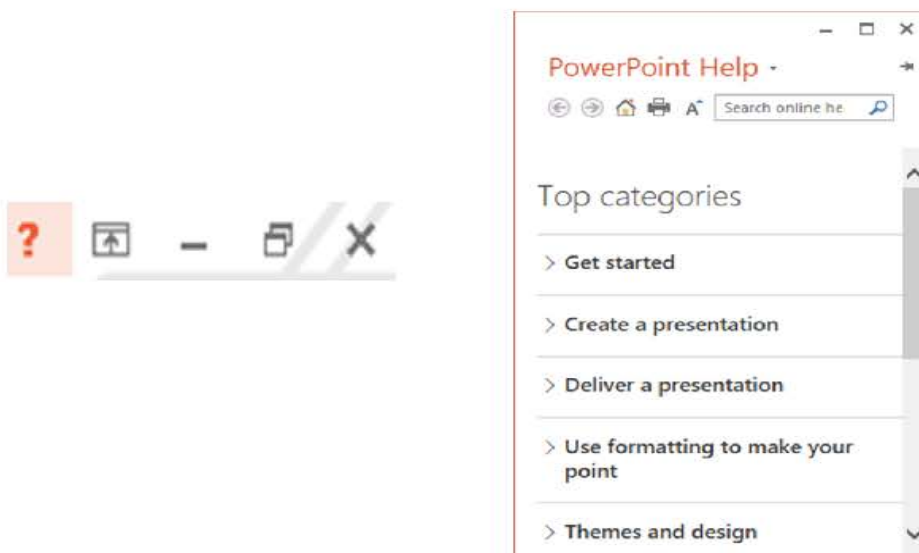 ?
PowerPoint Help
A
Search online he
Top categories
Get started
Create a presentation
Deliver a presentation
Use formatting to make your
point
Themes and design